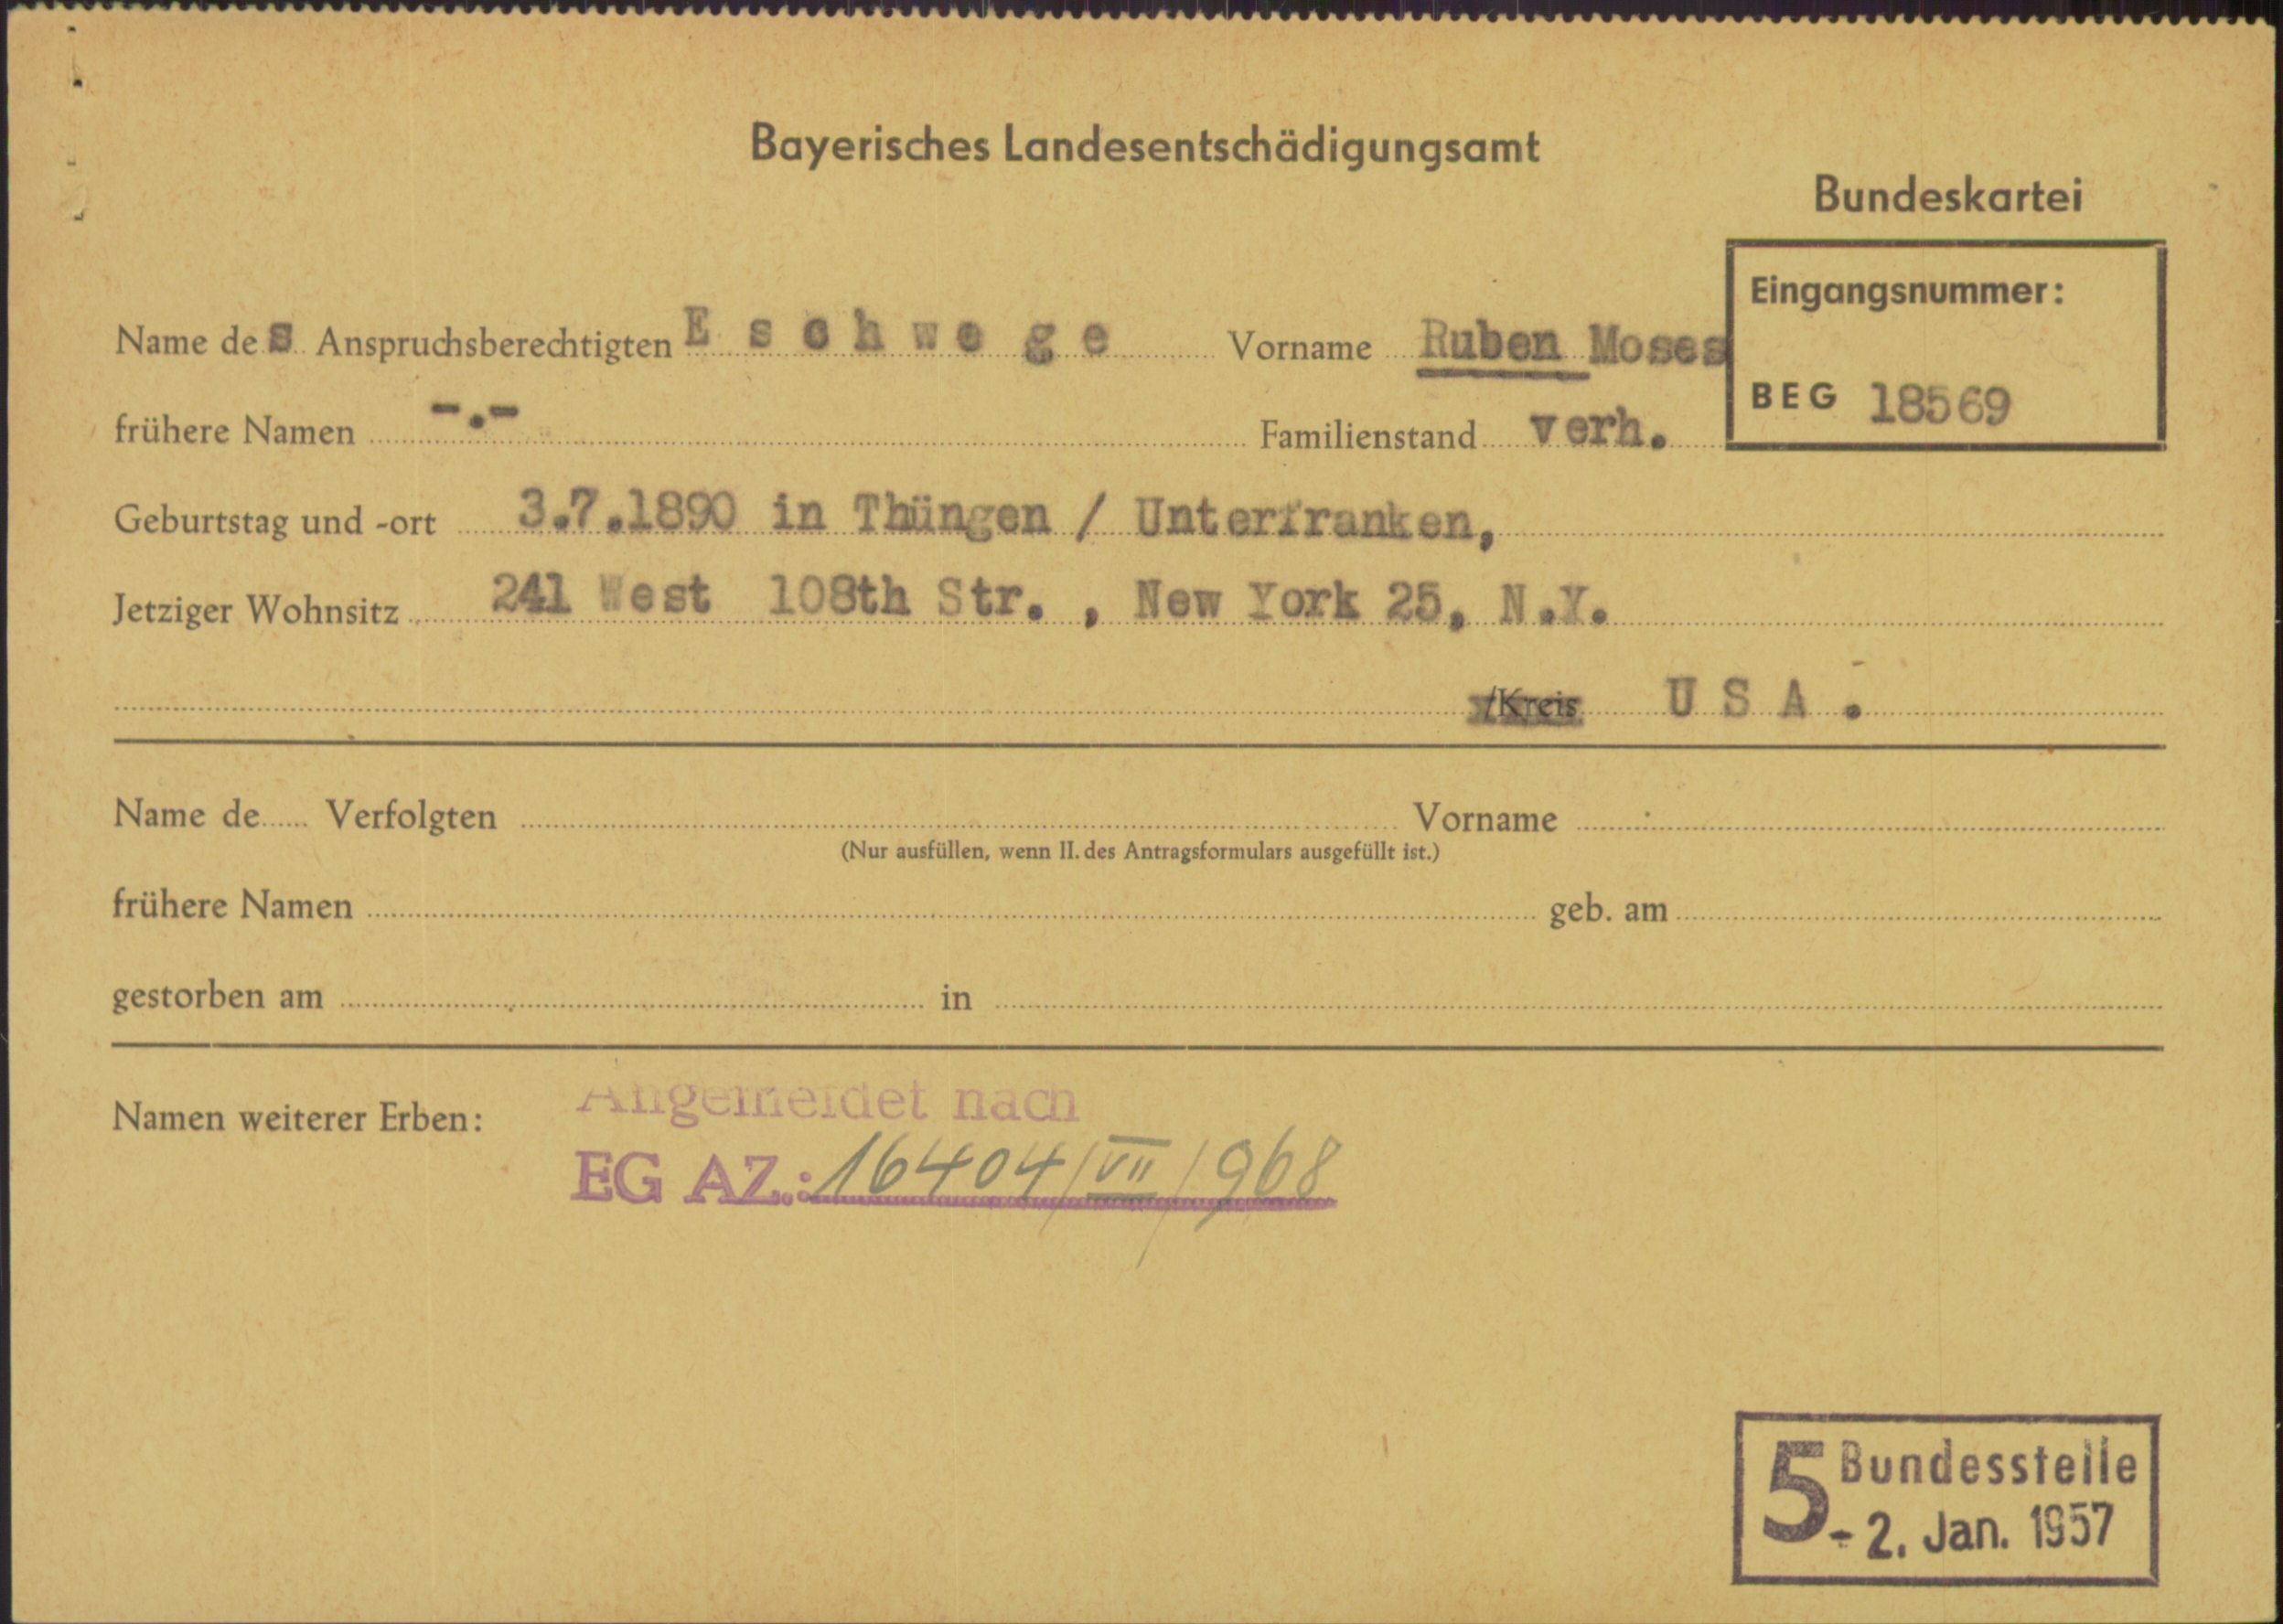 Bayerisches Landesentschädigungsamt
Bundeskartei
Eingangsnummer:
BEG 18569
Name des Anspruchsberechtigten E s c h w e g e Vorname Ruben Moses
frühere Namen -.- Familienstand verh.
Geburtstag und -ort 3.7.1890 in Thüngen / Unterfranken,
Jetziger Wohnsitz 241 West 108th Str. , New York 25, N.Y.
/Kreis U S A .
Name de...... Verfolgten Vorname
(Nur ausfüllen, wenn II. des Antragsformulars ausgefüllt ist.)
frühere Namen geb. am
gestorben am in
Namen weiterer Erben:
Angemeldet nach
EG AZ.: 16404/VII/968
5 Bundesstelle
- 2. Jan. 1957